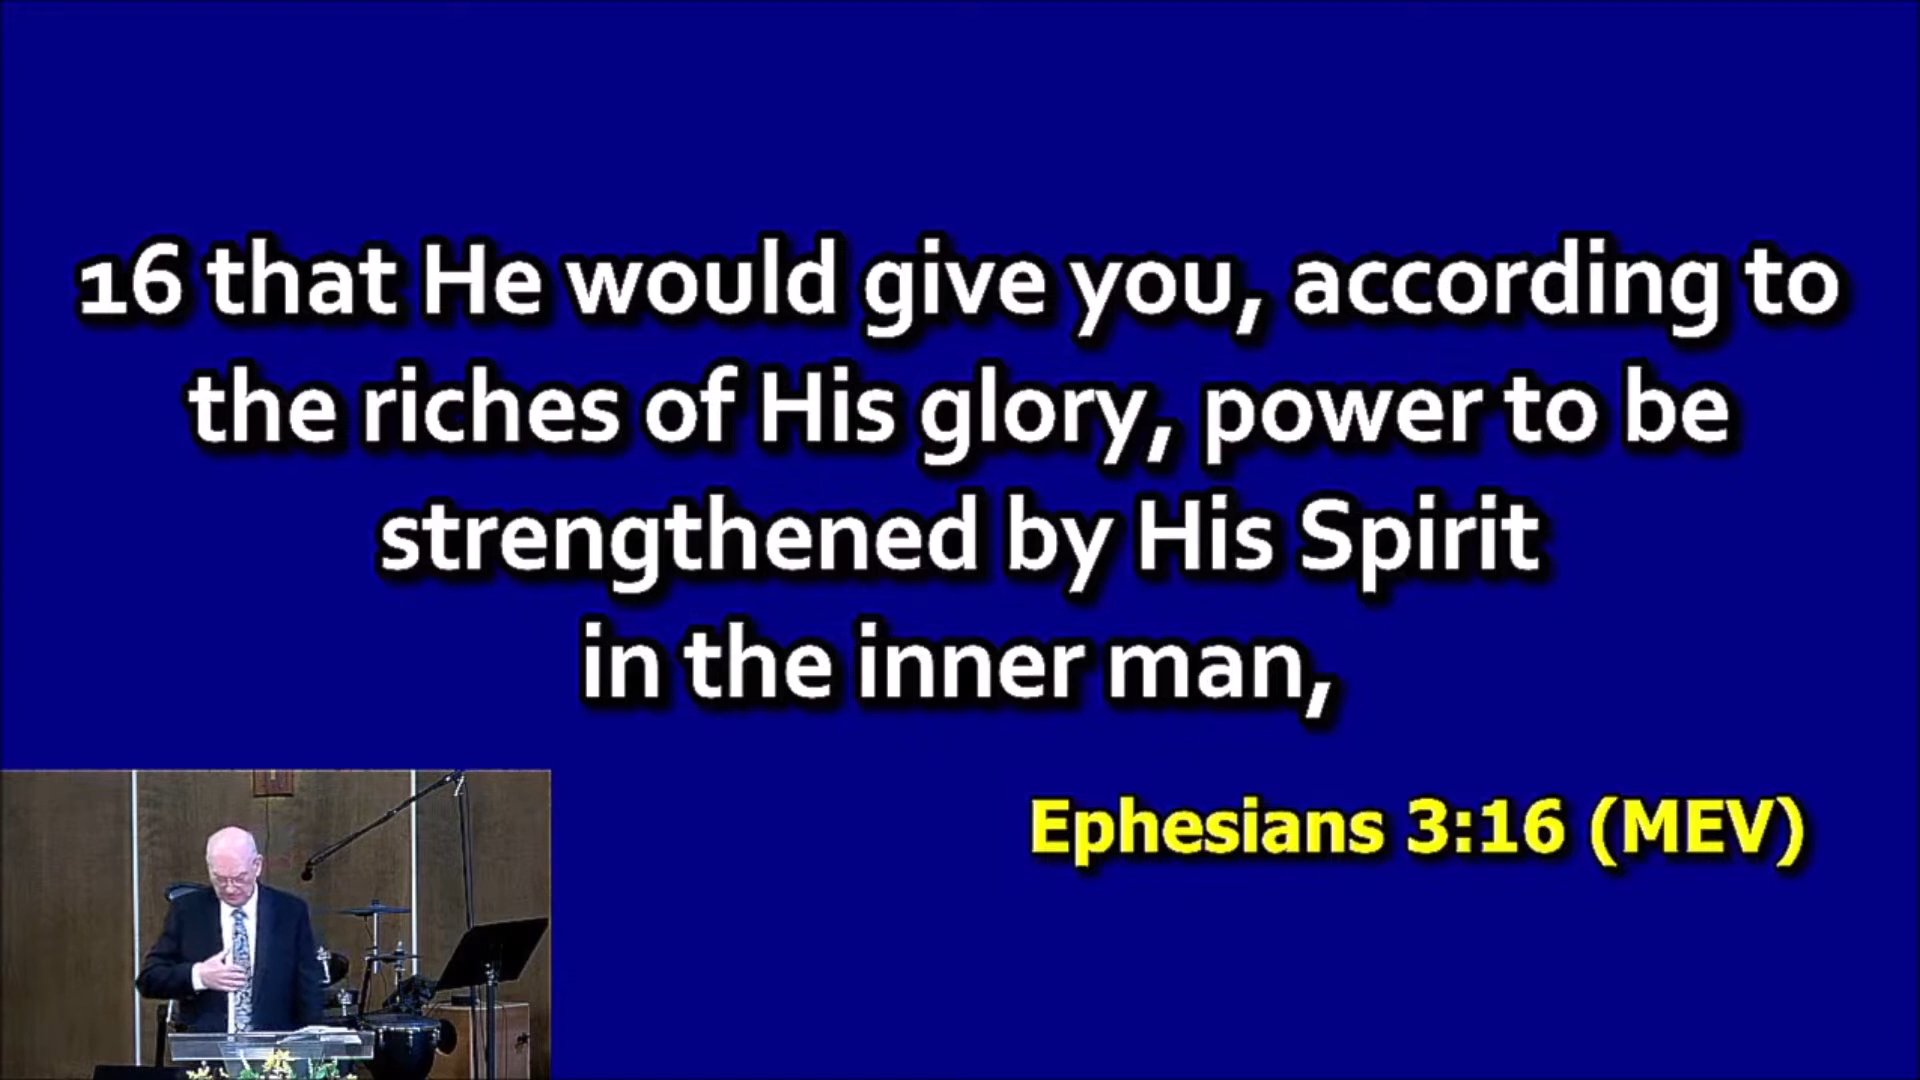 16 that He would give you, according to
the riches of His glory, power to be
strengthened by His Spirit
in the inner man,
Ephesians 3:16 (MEV)